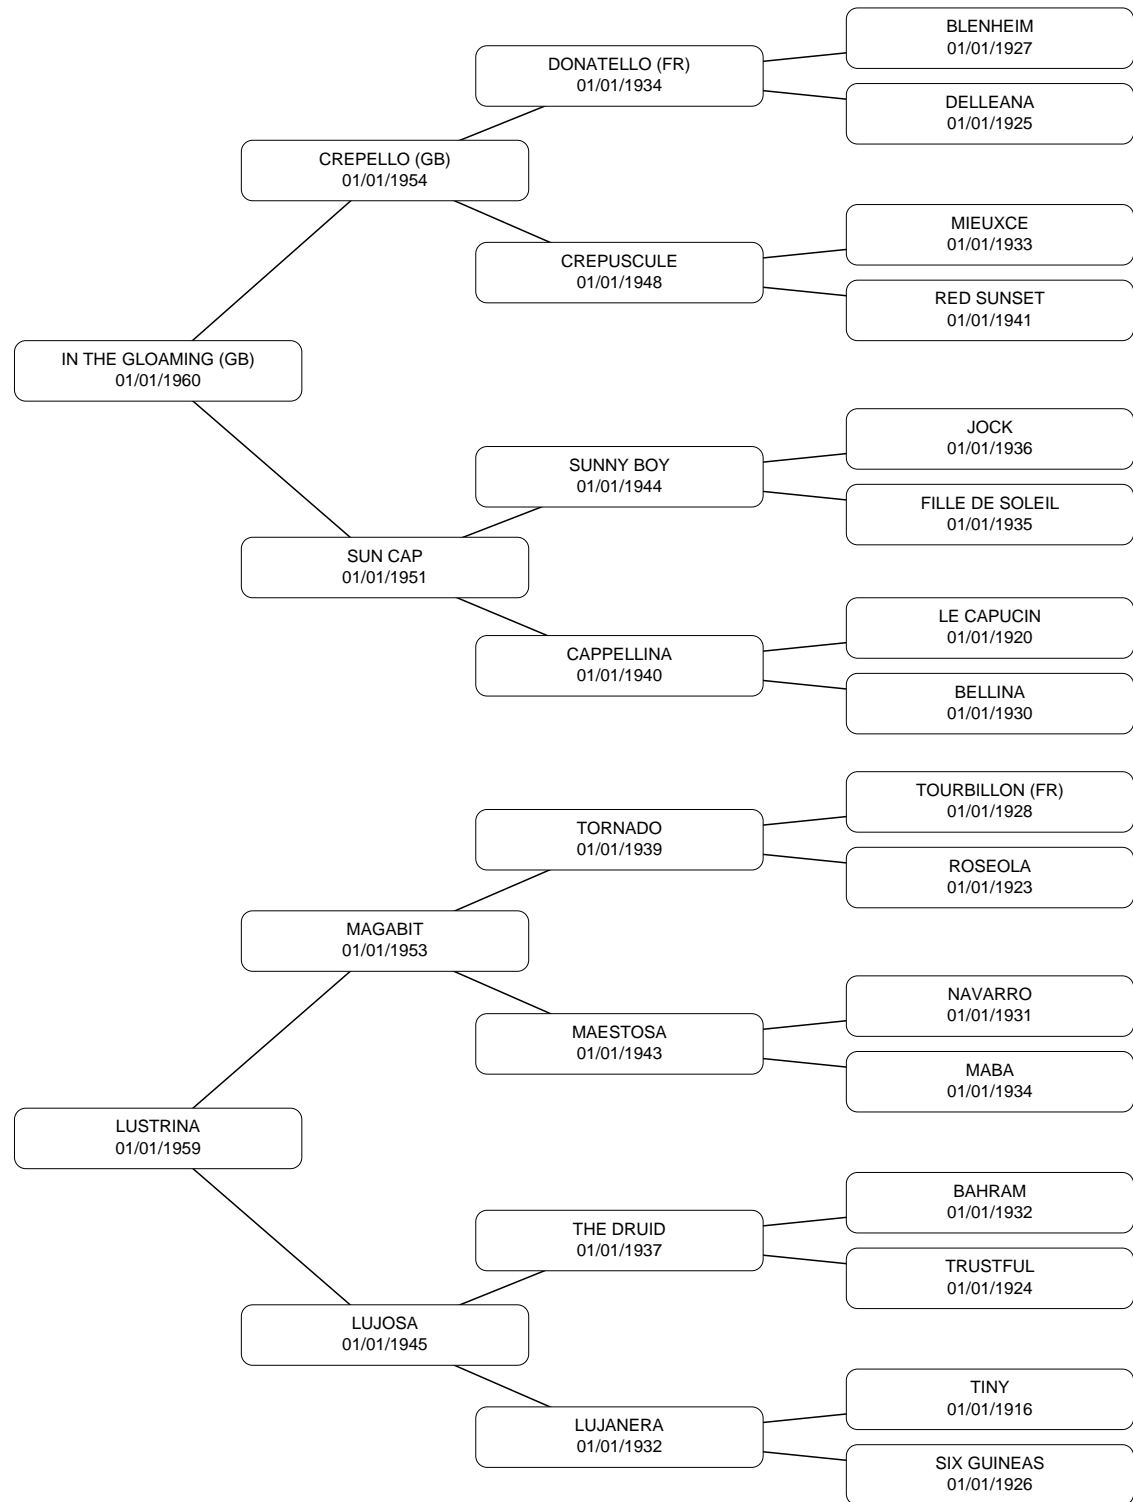 BLENHEIM
01/01/1927
DONATELLO (FR)
01/01/1934
DELLEANA
01/01/1925
CREPELLO (GB)
01/01/1954
MIEUXCE
01/01/1933
CREPUSCULE
01/01/1948
RED SUNSET
01/01/1941
IN THE GLOAMING (GB)
01/01/1960
JOCK
01/01/1936
SUNNY BOY
01/01/1944
FILLE DE SOLEIL
01/01/1935
SUN CAP
01/01/1951
LE CAPUCIN
01/01/1920
CAPPELLINA
01/01/1940
BELLINA
01/01/1930
TOURBILLON (FR)
01/01/1928
TORNADO
01/01/1939
ROSEOLA
01/01/1923
MAGABIT
01/01/1953
NAVARRO
01/01/1931
MAESTOSA
01/01/1943
MABA
01/01/1934
LUSTRINA
01/01/1959
BAHRAM
01/01/1932
THE DRUID
01/01/1937
TRUSTFUL
01/01/1924
LUJOSA
01/01/1945
TINY
01/01/1916
LUJANERA
01/01/1932
SIX GUINEAS
01/01/1926